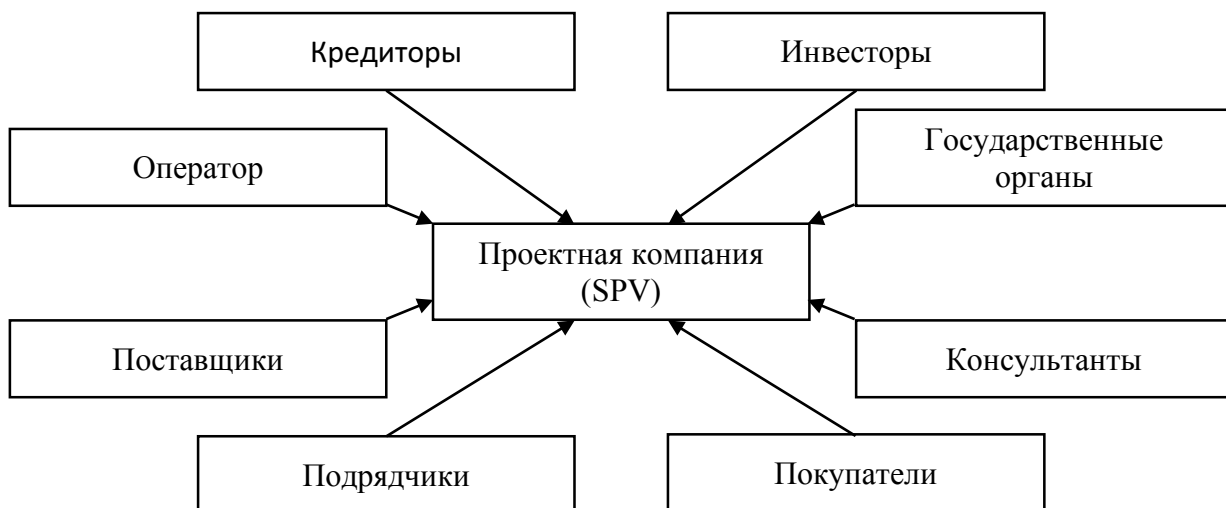 Кредиторы
Инвесторы
Оператор
Государственные
органы
Проектная компания
(SPV)
Поставщики
Консультанты
Подрядчики
Покупатели